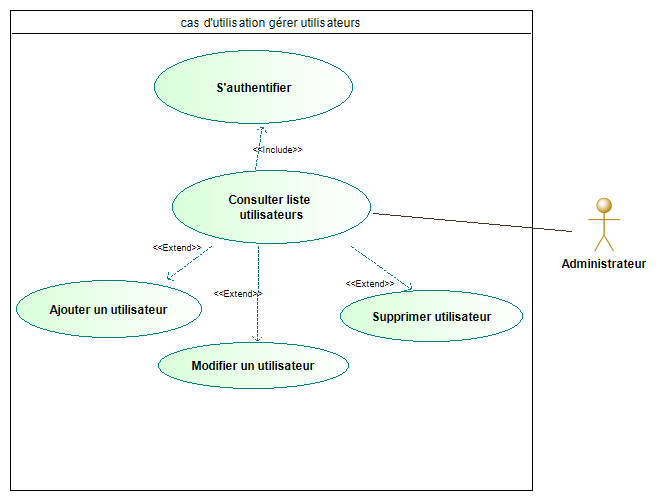 cas d'utilisation gérer utilisateurs
S'authentifier
<<Include>>
Consulter liste
utilisateurs
Administrateur
<<Extend>>
<<Extend>>
<<Extend>>
Ajouter un utilisateur
Supprimer utilisateur
Modifier un utilisateur